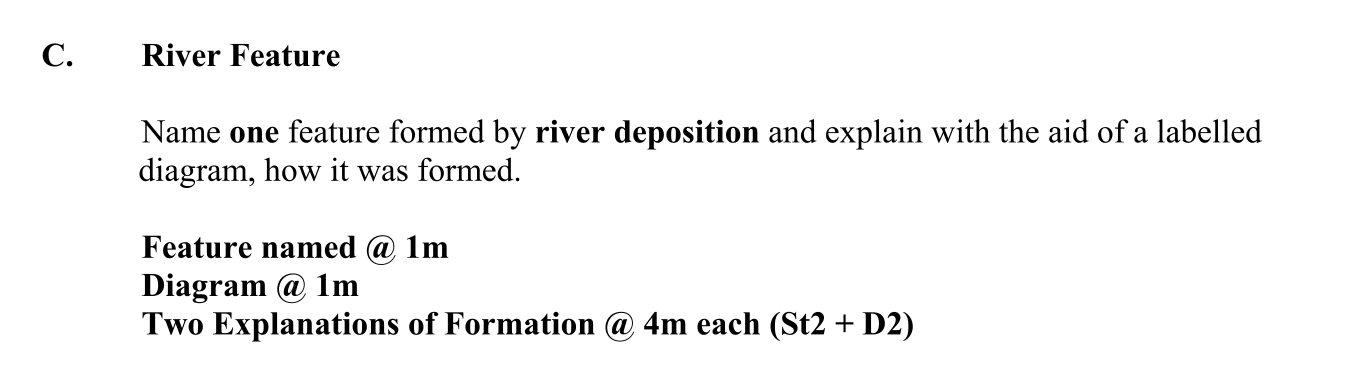 C. River Feature
Name one feature formed by river deposition and explain with the aid of a labelled
diagram, how it was formed.
Feature named @ 1m
Diagram @ 1m
Two Explanations of Formation @ 4m each (St2 + D2)